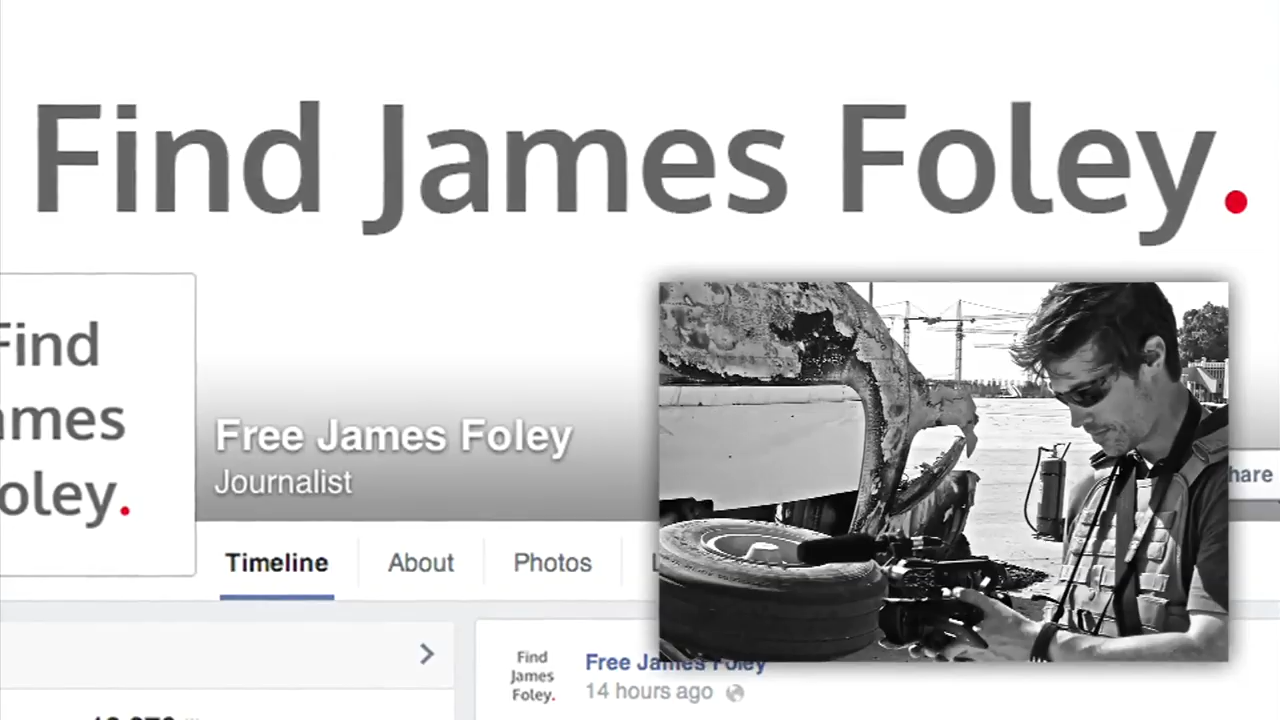 Find James Foley.
Find
ames
oley.
Free James Foley
Journalist
hare
Timeline
About
Photos
Find
James
Foley.
Free James Foley
14 hours ago